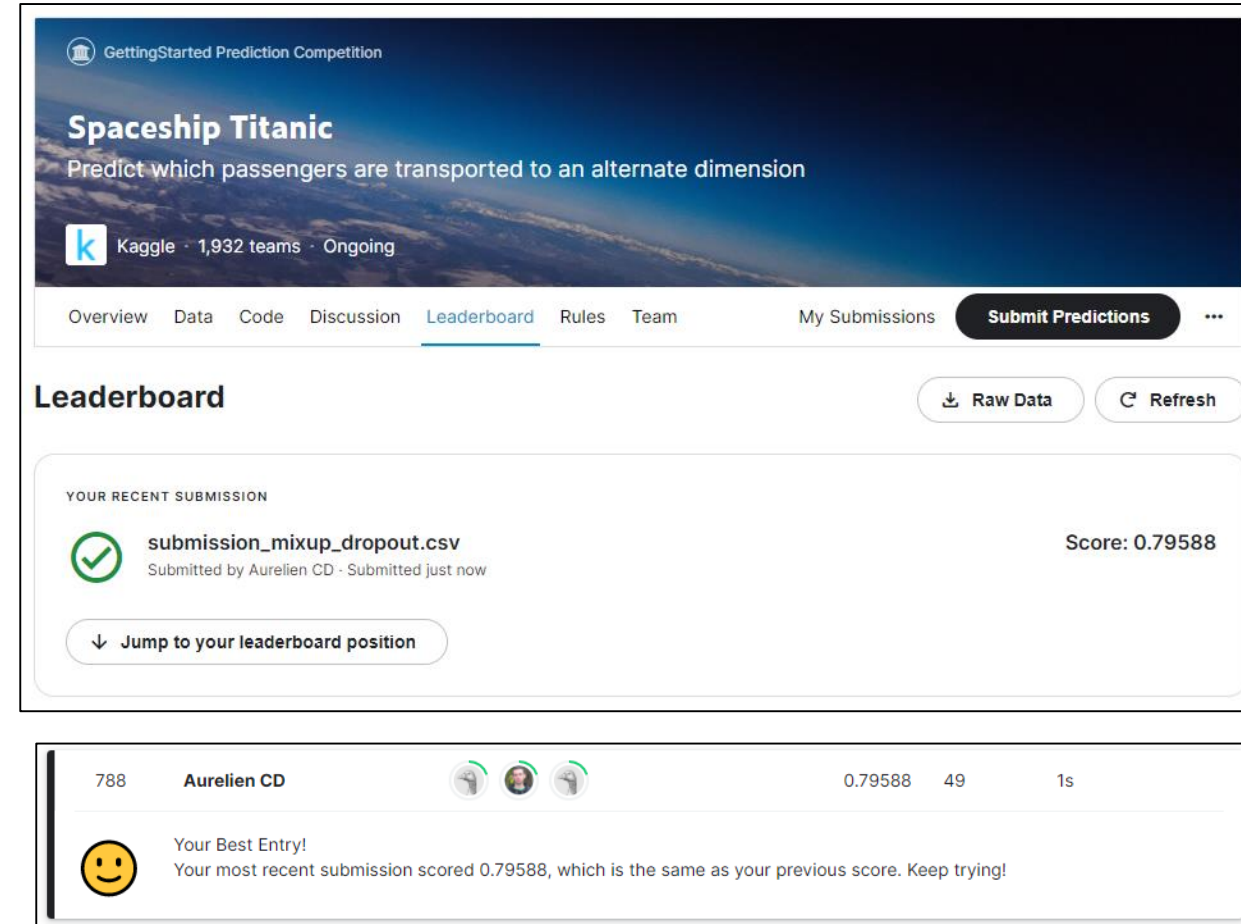 GettingStarted Prediction Competition
Spaceship Titanic
Predict which passengers are transported to an alternate dimension
k Kaggle · 1,932 teams · Ongoing
Overview Data Code Discussion Leaderboard Rules Team My Submissions Submit Predictions ...
Leaderboard Raw Data Refresh
YOUR RECENT SUBMISSION
submission_mixup_dropout.csv Score: 0.79588
Submitted by Aurelien CD · Submitted just now
Jump to your leaderboard position
788 Aurelien CD 0.79588 49 1s
Your Best Entry!
Your most recent submission scored 0.79588, which is the same as your previous score. Keep trying!